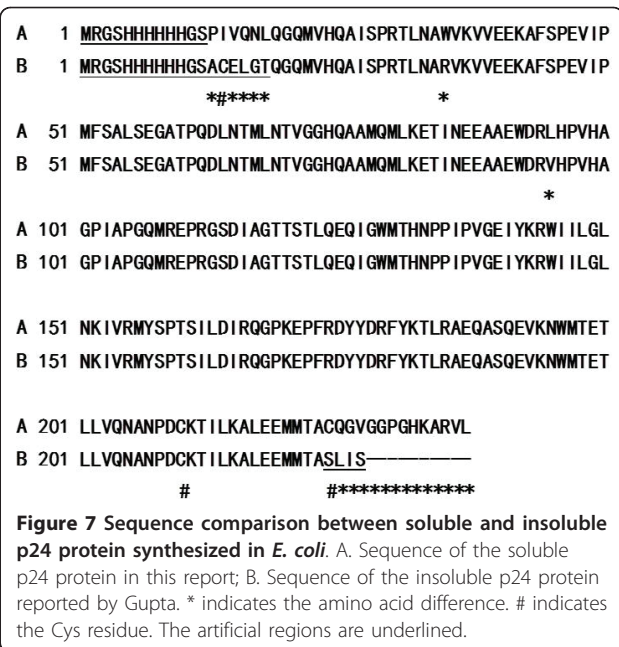 A 1 MRGSHHHHHHGSPIVQNLQGQMVHQAISPRTLNAWVKVVEEKAFSPEVIP
B 1 MRGSHHHHHHGSACELGTQGQMVHQAISPRTLNARVKVVEEKAFSPEVIP
*#**** *
A 51 MFSALSEGATPQDLNTMLNTVGGHQAAMQMLKETINEEAAEWDRLHPVHA
B 51 MFSALSEGATPQDLNTMLNTVGGHQAAMQMLKETINEEAAEWDRVHPVHA
*
A 101 GPIAPGQMREPRGSDIAGTTSTLQEQIGWMTHNPPIPVGEIYKRWIILGL
B 101 GPIAPGQMREPRGSDIAGTTSTLQEQIGWMTHNPPIPVGEIYKRWIILGL
A 151 NKIVRMYSPTSILDIRQGPKEPFRDYYDRFYKTLRAEQASQEVKNWMTET
B 151 NKIVRMYSPTSILDIRQGPKEPFRDYYDRFYKTLRAEQASQEVKNWMTET
A 201 LLVQNANPDCKTILKALEEMMTACQGVGGPGHKARVL
B 201 LLVQNANPDCKTILKALEEMMTASLIS—————————
# #*************
Figure 7 Sequence comparison between soluble and insoluble
p24 protein synthesized in E. coli. A. Sequence of the soluble
p24 protein in this report; B. Sequence of the insoluble p24 protein
reported by Gupta. * indicates the amino acid difference. # indicates
the Cys residue. The artificial regions are underlined.